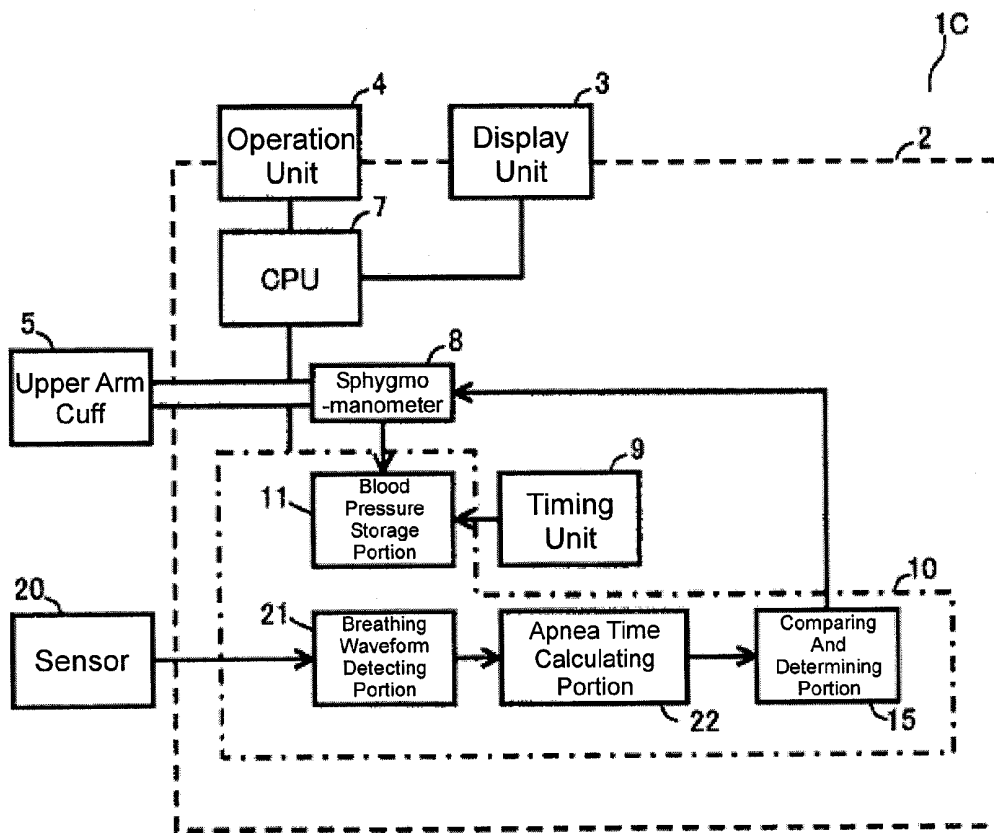 1C
4
3
Operation
Unit
Display
Unit
2
7
CPU
5
Upper Arm
Cuff
8
Sphygmo
-manometer
11
Blood
Pressure
Storage
Portion
9
Timing
Unit
10
20
Sensor
21
Breathing
Waveform
Detecting
Portion
Apnea Time
Calculating
Portion
22
Comparing
And
Determining
Portion
15